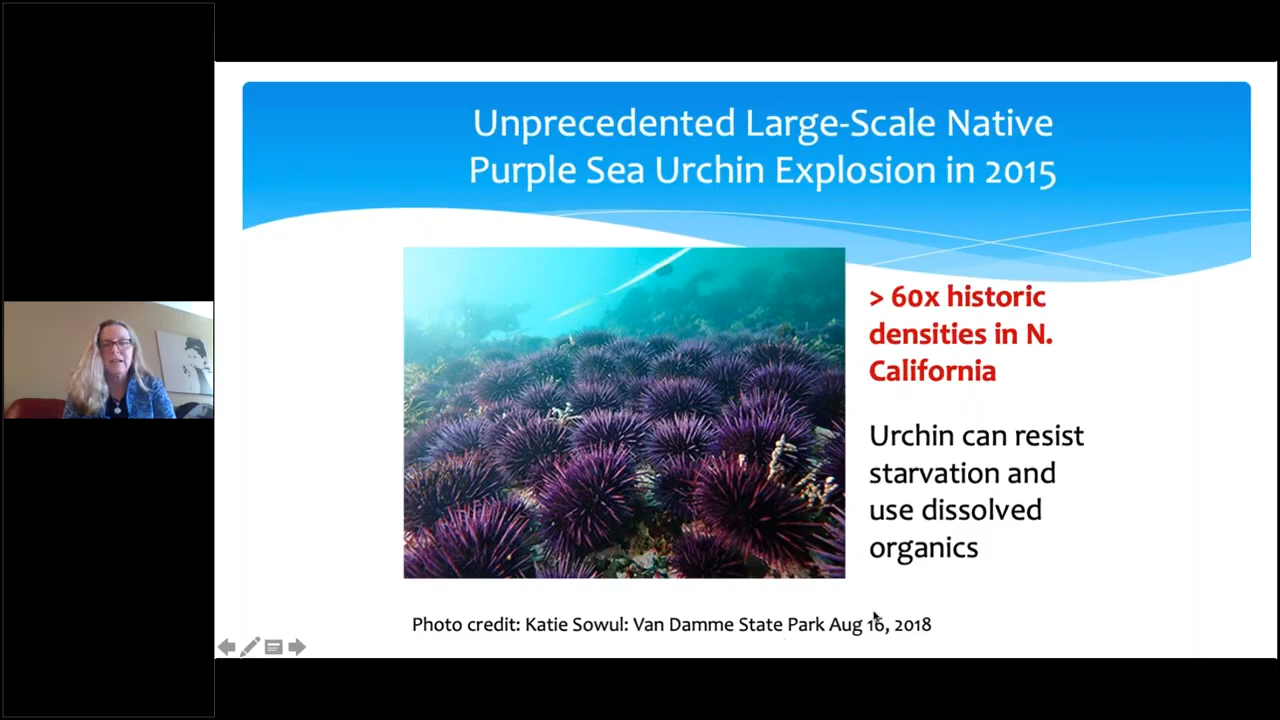 Unprecedented Large-Scale Native
Purple Sea Urchin Explosion in 2015
> 60x historic
densities in N.
California
Urchin can resist
starvation and
use dissolved
organics
Photo credit: Katie Sowul: Van Damme State Park Aug 16, 2018